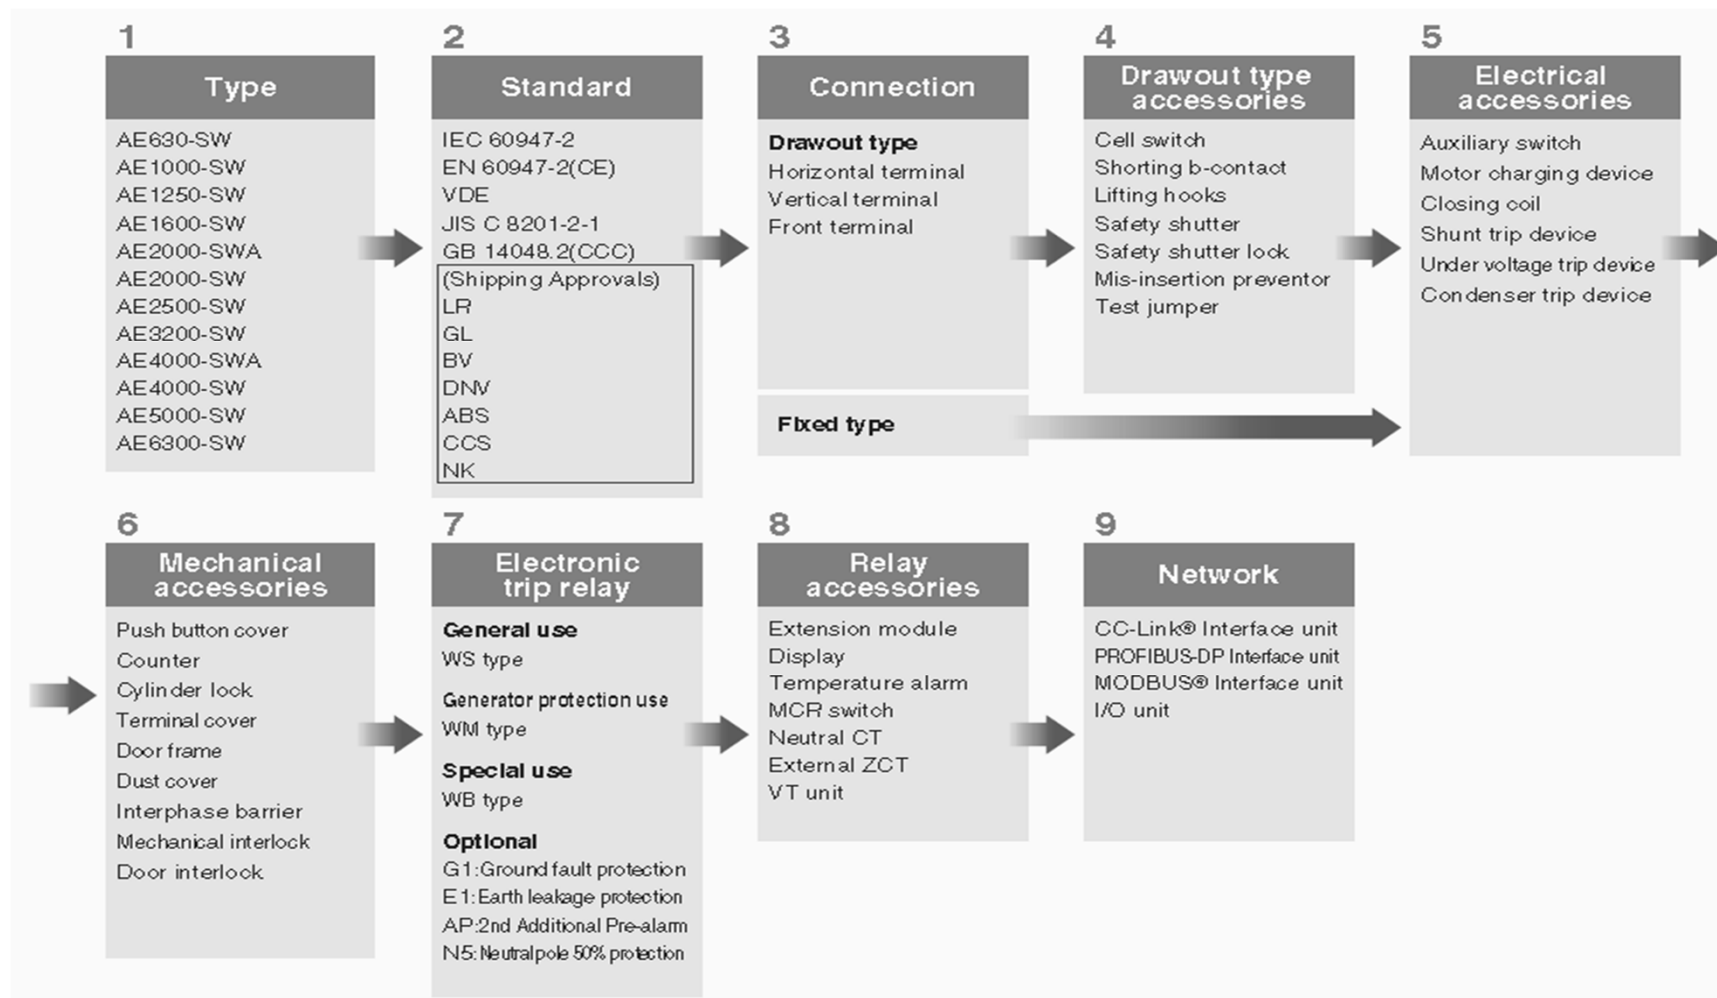 1
Type
AE630-SW
AE1000-SW
AE1250-SW
AE1600-SW
AE2000-SWA
AE2000-SW
AE2500-SW
AE3200-SW
AE4000-SWA
AE4000-SW
AE5000-SW
AE6300-SW
2
Standard
IEC 60947-2
EN 60947-2(CE)
VDE
JIS C 8201-2-1
GB 14048.2(CCC)
(Shipping Approvals)
LR
GL
BV
DNV
ABS
CCS
NK
3
Connection
Drawout type
Horizontal terminal
Vertical terminal
Front terminal
Fixed type
4
Drawout type
accessories
Cell switch
Shorting b-contact
Lifting hooks
Safety shutter
Safety shutter lock
Mis-insertion preventor
Test jumper
5
Electrical
accessories
Auxiliary switch
Motor charging device
Closing coil
Shunt trip device
Under voltage trip device
Condenser trip device
6
Mechanical
accessories
Push button cover
Counter
Cylinder lock
Terminal cover
Door frame
Dust cover
Interphase barrier
Mechanical interlock
Door interlock
7
Electronic
trip relay
General use
WS type
Generator protection use
WM type
Special use
WB type
Optional
G1:Ground fault protection
E1:Earth leakage protection
AP:2nd Additional Pre-alarm
N5:Neutralpole 50% protection
8
Relay
accessories
Extension module
Display
Temperature alarm
MCR switch
Neutral CT
External ZCT
VT unit
9
Network
CC-Link® Interface unit
PROFIBUS-DP Interface unit
MODBUS® Interface unit
I/O unit